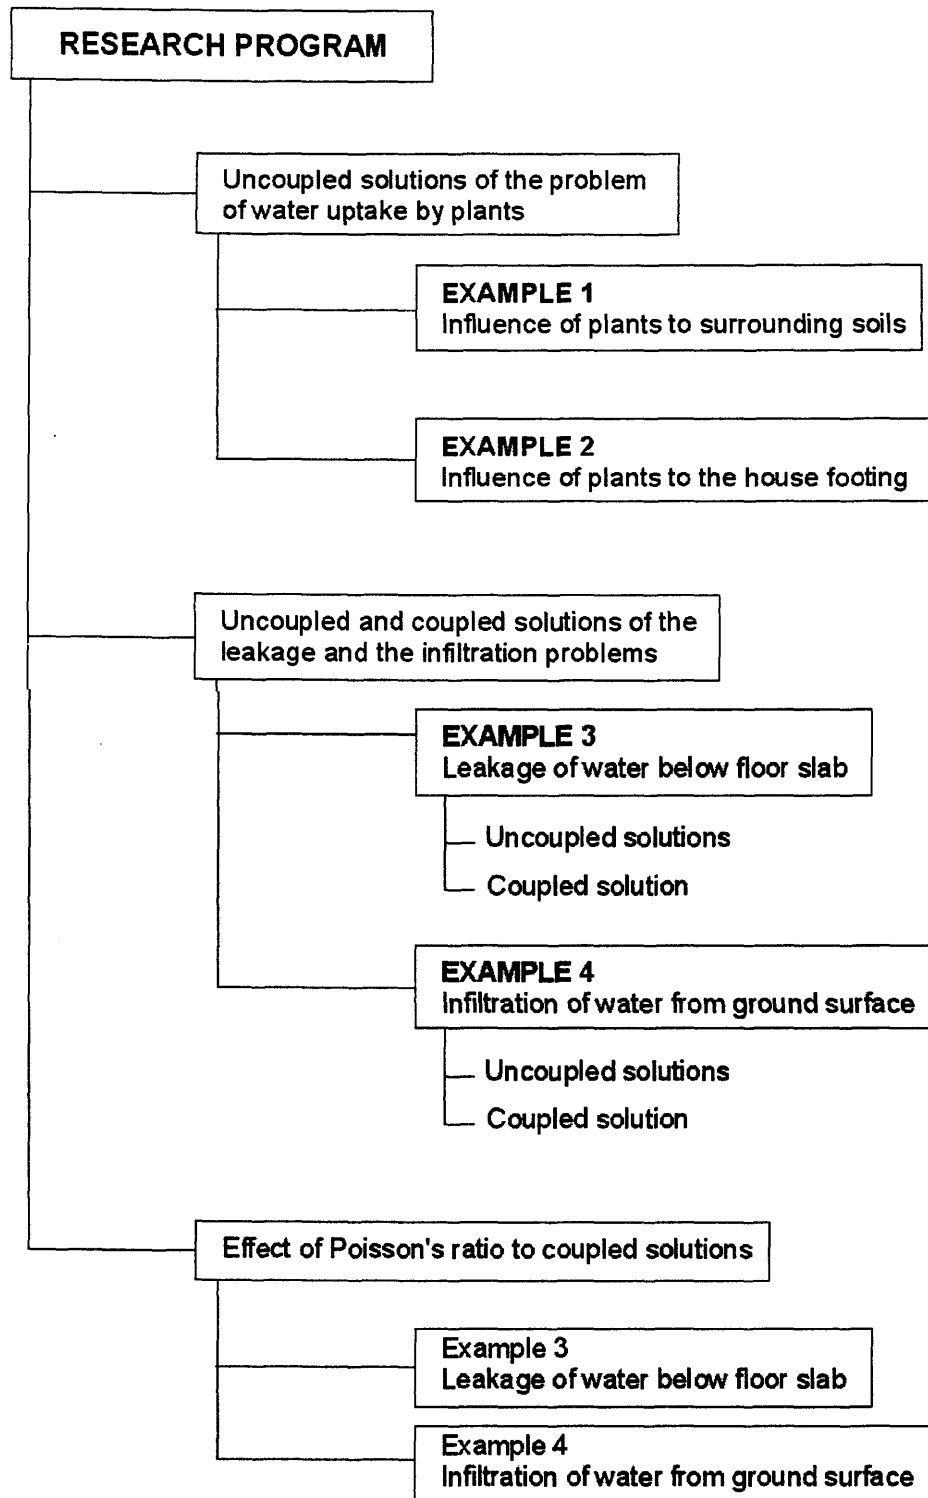 RESEARCH PROGRAM
Uncoupled solutions of the problem
of water uptake by plants
EXAMPLE 1
Influence of plants to surrounding soils
EXAMPLE 2
Influence of plants to the house footing
Uncoupled and coupled solutions of the
leakage and the infiltration problems
EXAMPLE 3
Leakage of water below floor slab
Uncoupled solutions
Coupled solution
EXAMPLE 4
Infiltration of water from ground surface
Uncoupled solutions
Coupled solution
Effect of Poisson's ratio to coupled solutions
Example 3
Leakage of water below floor slab
Example 4
Infiltration of water from ground surface